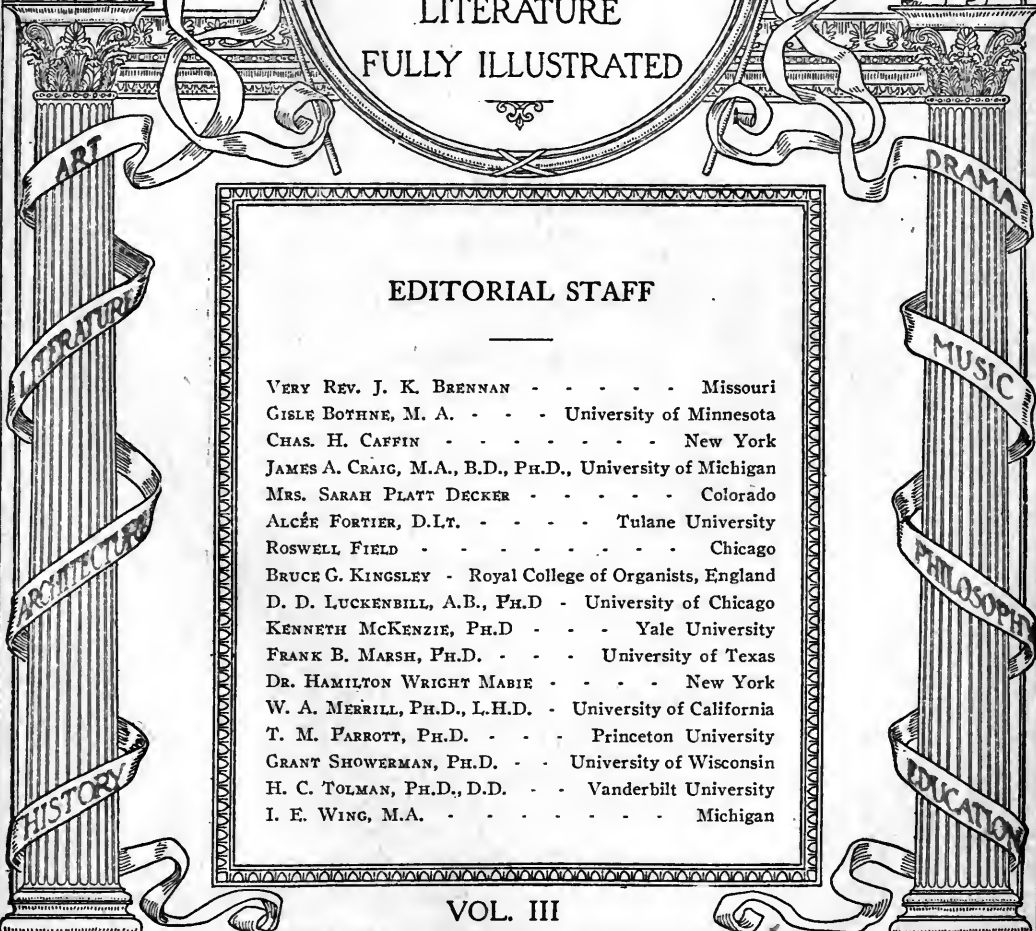 LITERATURE
FULLY ILLUSTRATED
ART
DRAMA
LITERATURE
MUSIC
ARCHITECTURE
PHILOSOPHY
HISTORY
EDUCATION
EDITORIAL STAFF
VERY REV. J. K. BRENNAN - - - - - Missouri
GISLE BOTHNE, M. A. - - - University of Minnesota
CHAS. H. CAFFIN - - - - - - - New York
JAMES A. CRAIG, M.A., B.D., PH.D., University of Michigan
MRS. SARAH PLATT DECKER - - - - - Colorado
ALCÉE FORTIER, D.LT. - - - - Tulane University
ROSWELL FIELD - - - - - - - - Chicago
BRUCE G. KINGSLEY - Royal College of Organists, England
D. D. LUCKENBILL, A.B., PH.D - University of Chicago
KENNETH MCKENZIE, PH.D - - - Yale University
FRANK B. MARSH, PH.D. - - - University of Texas
DR. HAMILTON WRIGHT MABIE - - - - New York
W. A. MERRILL, PH.D., L.H.D. - University of California
T. M. PARROTT, PH.D. - - - Princeton University
GRANT SHOWERMAN, PH.D. - - University of Wisconsin
H. C. TOLMAN, PH.D., D.D. - - Vanderbilt University
I. E. WING, M.A. - - - - - - - Michigan
VOL. III